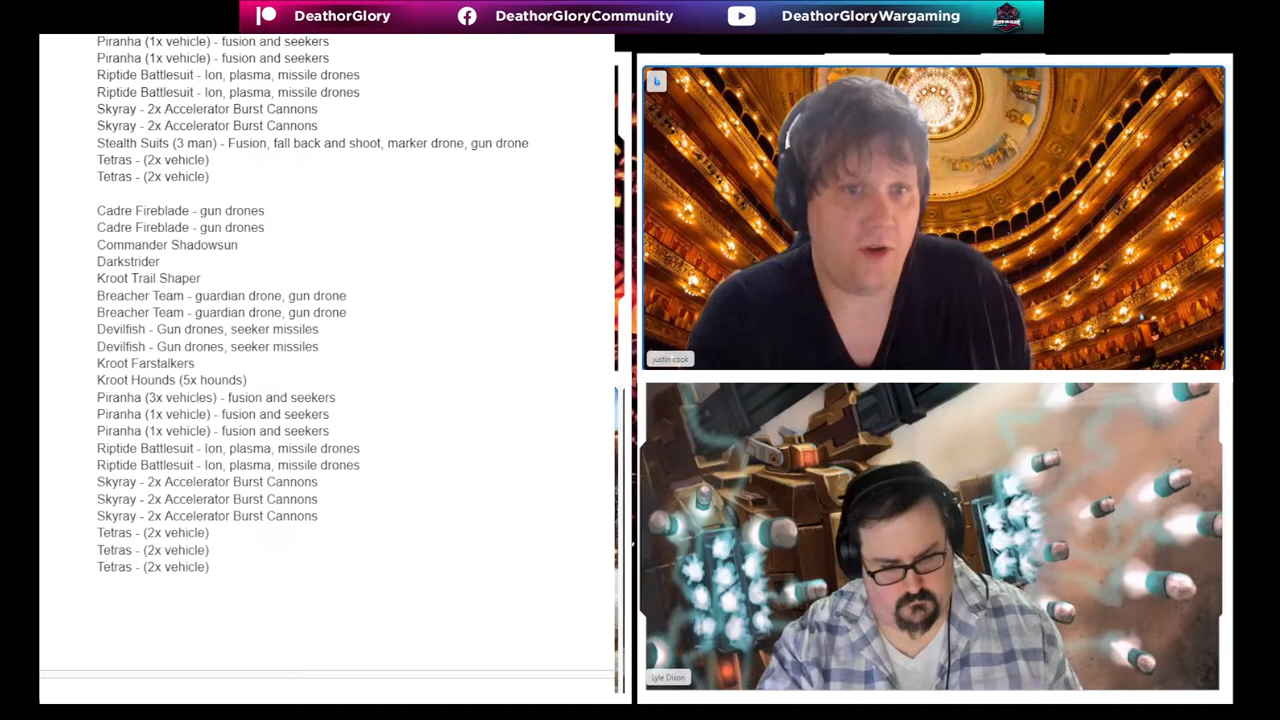 DeathorGlory
DeathorGloryCommunity
DeathorGloryWargaming
Piranha (1x vehicle) - fusion and seekers
Piranha (1x vehicle) - fusion and seekers
Riptide Battlesuit - Ion, plasma, missile drones
Riptide Battlesuit - Ion, plasma, missile drones
Skyray - 2x Accelerator Burst Cannons
Skyray - 2x Accelerator Burst Cannons
Stealth Suits (3 man) - Fusion, fall back and shoot, marker drone, gun drone
Tetras - (2x vehicle)
Tetras - (2x vehicle)
Cadre Fireblade - gun drones
Cadre Fireblade - gun drones
Commander Shadowsun
Darkstrider
Kroot Trail Shaper
Breacher Team - guardian drone, gun drone
Breacher Team - guardian drone, gun drone
Devilfish - Gun drones, seeker missiles
Devilfish - Gun drones, seeker missiles
Kroot Farstalkers
Kroot Hounds (5x hounds)
Piranha (3x vehicles) - fusion and seekers
Piranha (1x vehicle) - fusion and seekers
Piranha (1x vehicle) - fusion and seekers
Riptide Battlesuit - Ion, plasma, missile drones
Riptide Battlesuit - Ion, plasma, missile drones
Skyray - 2x Accelerator Burst Cannons
Skyray - 2x Accelerator Burst Cannons
Skyray - 2x Accelerator Burst Cannons
Tetras - (2x vehicle)
Tetras - (2x vehicle)
Tetras - (2x vehicle)
justin cook
Lyle Dixon